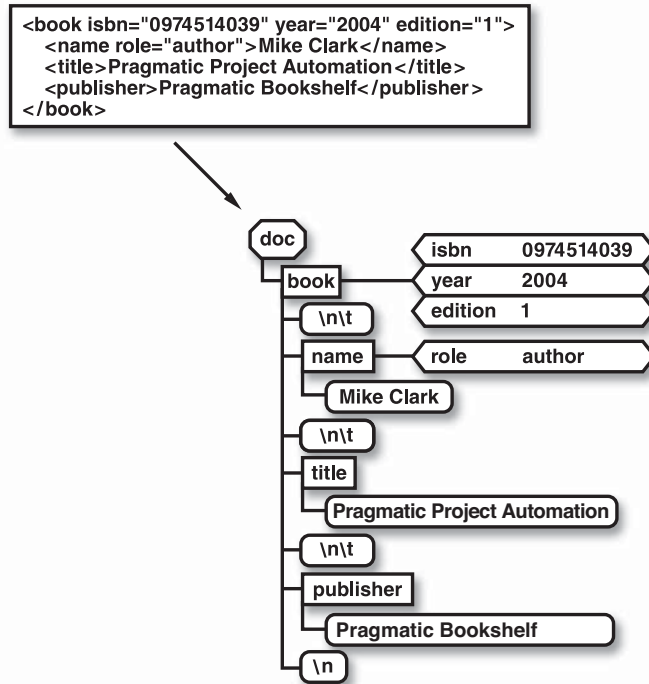 <book isbn="0974514039" year="2004" edition="1">
<name role="author">Mike Clark</name>
<title>Pragmatic Project Automation</title>
<publisher>Pragmatic Bookshelf</publisher>
</book>
doc
isbn 0974514039
book
year 2004
edition 1
\n\t
name
role author
Mike Clark
\n\t
title
Pragmatic Project Automation
\n\t
publisher
Pragmatic Bookshelf
\n